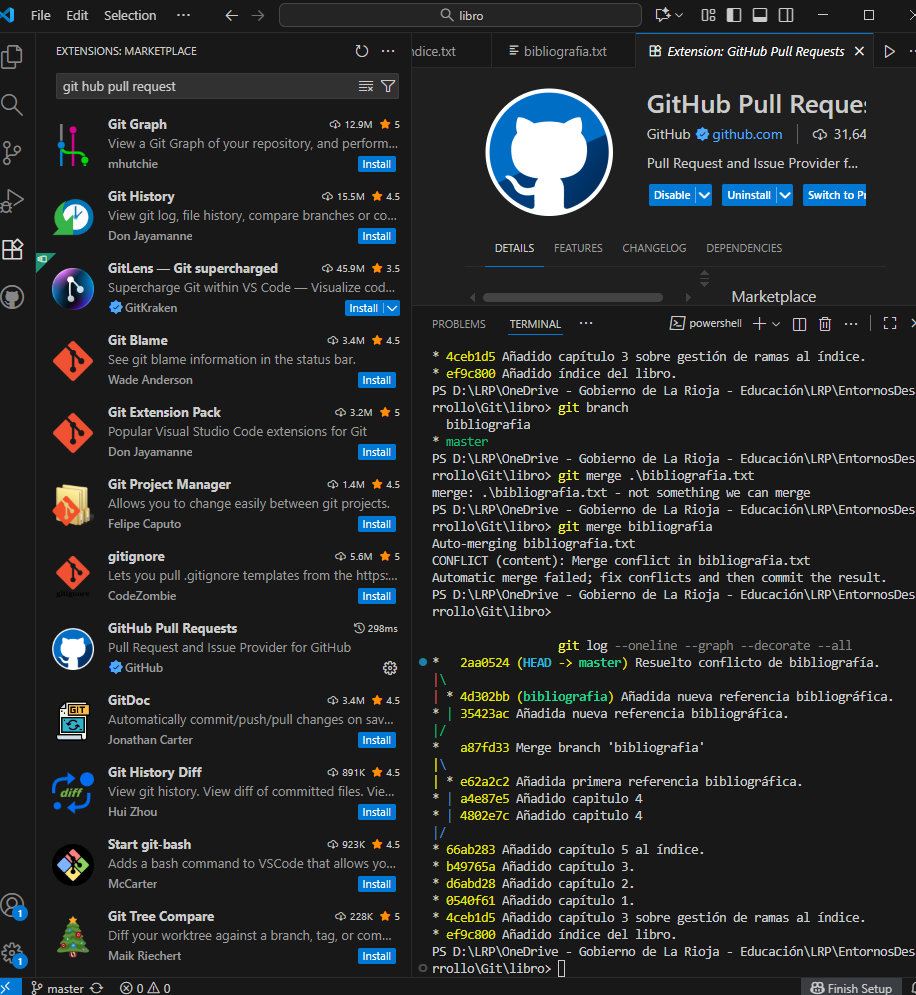 File Edit Selection ··· libro
EXTENSIONS: MARKETPLACE
git hub pull request
Git Graph 12.9M 5
View a Git Graph of your repository, and perform...
mhutchie Install
Git History 15.5M 4.5
View git log, file history, compare branches or co...
Don Jayamanne Install
GitLens — Git supercharged 45.9M 3.5
Supercharge Git within VS Code — Visualize cod...
GitKraken Install
Git Blame 3.4M 4.5
See git blame information in the status bar.
Wade Anderson Install
Git Extension Pack 3.2M 5
Popular Visual Studio Code extensions for Git
Don Jayamanne Install
Git Project Manager 1.4M 4.5
Allows you to change easily between git projects.
Felipe Caputo Install
gitignore 5.6M 5
Lets you pull .gitignore templates from the https:...
CodeZombie Install
GitHub Pull Requests 298ms
Pull Request and Issue Provider for GitHub
GitHub
GitDoc 3.4M 4.5
Automatically commit/push/pull changes on sav...
Jonathan Carter Install
Git History Diff 891K 4.5
View git history. View diff of committed files. Vie...
Hui Zhou Install
Start git-bash 923K 4.5
Adds a bash command to VSCode that allows yo...
McCarter Install
Git Tree Compare 228K 5
Diff your worktree against a branch, tag, or com...
Maik Riechert Install
ndice.txt bibliografia.txt Extension: GitHub Pull Requests
GitHub Pull Reques
GitHub github.com 31,64
Pull Request and Issue Provider f...
Disable Uninstall Switch to Pr
DETAILS FEATURES CHANGELOG DEPENDENCIES
Marketplace
PROBLEMS TERMINAL ··· powershell
* 4ceb1d5 Añadido capítulo 3 sobre gestión de ramas al índice.
* ef9c800 Añadido índice del libro.
PS D:\LRP\OneDrive - Gobierno de La Rioja - Educación\LRP\EntornosDes
rrollo\Git\libro> git branch
bibliografia
* master
PS D:\LRP\OneDrive - Gobierno de La Rioja - Educación\LRP\EntornosDes
rrollo\Git\libro> git merge .\bibliografia.txt
merge: .\bibliografia.txt - not something we can merge
PS D:\LRP\OneDrive - Gobierno de La Rioja - Educación\LRP\EntornosDes
rrollo\Git\libro> git merge bibliografia
Auto-merging bibliografia.txt
CONFLICT (content): Merge conflict in bibliografia.txt
Automatic merge failed; fix conflicts and then commit the result.
PS D:\LRP\OneDrive - Gobierno de La Rioja - Educación\LRP\EntornosDes
rrollo\Git\libro>
git log --oneline --graph --decorate --all
* 2aa0524 (HEAD -> master) Resuelto conflicto de bibliografía.
|\
| * 4d302bb (bibliografia) Añadida nueva referencia bibliográfica.
* | 35423ac Añadida nueva referencia bibliográfica.
|/
* a87fd33 Merge branch 'bibliografia'
|\
| * e62a2c2 Añadida primera referencia bibliográfica.
* | a4e87e5 Añadido capitulo 4
* | 4802e7c Añadido capitulo 4
|/
* 66ab283 Añadido capítulo 5 al índice.
* b49765a Añadido capítulo 3.
* d6abd28 Añadido capítulo 2.
* 0540f61 Añadido capítulo 1.
* 4ceb1d5 Añadido capítulo 3 sobre gestión de ramas al índice.
* ef9c800 Añadido índice del libro.
PS D:\LRP\OneDrive - Gobierno de La Rioja - Educación\LRP\EntornosDes
rrollo\Git\libro>
1
1
master 0 0 Finish Setup